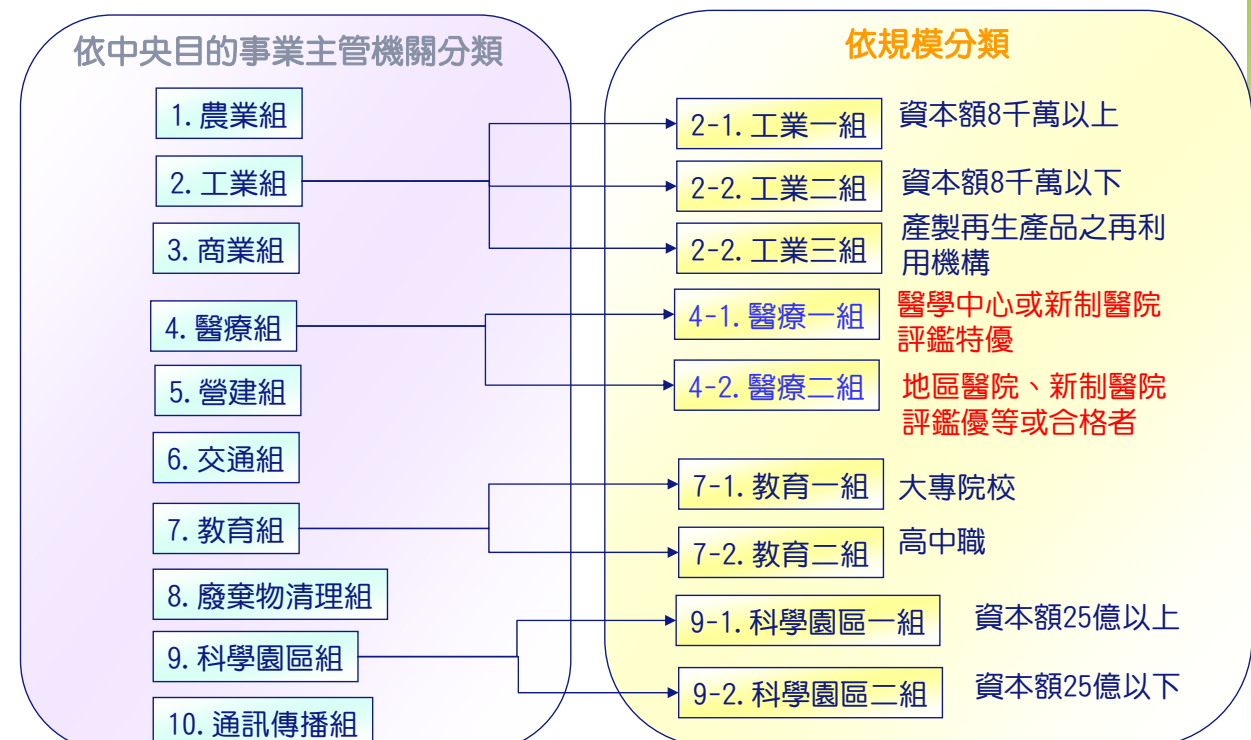 依中央目的事業主管機關分類
1.農業組
2.工業組
3.商業組
4.醫療組
5.營建組
6.交通組
7.教育組
8.廢棄物清理組
9.科學園區組
10.通訊傳播組
依規模分類
2-1.工業一組
資本額8千萬以上
2-2.工業二組
資本額8千萬以下
2-2.工業三組
產製再生產品之再利
用機構
4-1.醫療一組
醫學中心或新制醫院
評鑑特優
4-2.醫療二組
地區醫院、新制醫院
評鑑優等或合格者
7-1.教育一組
大專院校
7-2.教育二組
高中職
9-1.科學園區一組
資本額25億以上
9-2.科學園區二組
資本額25億以下